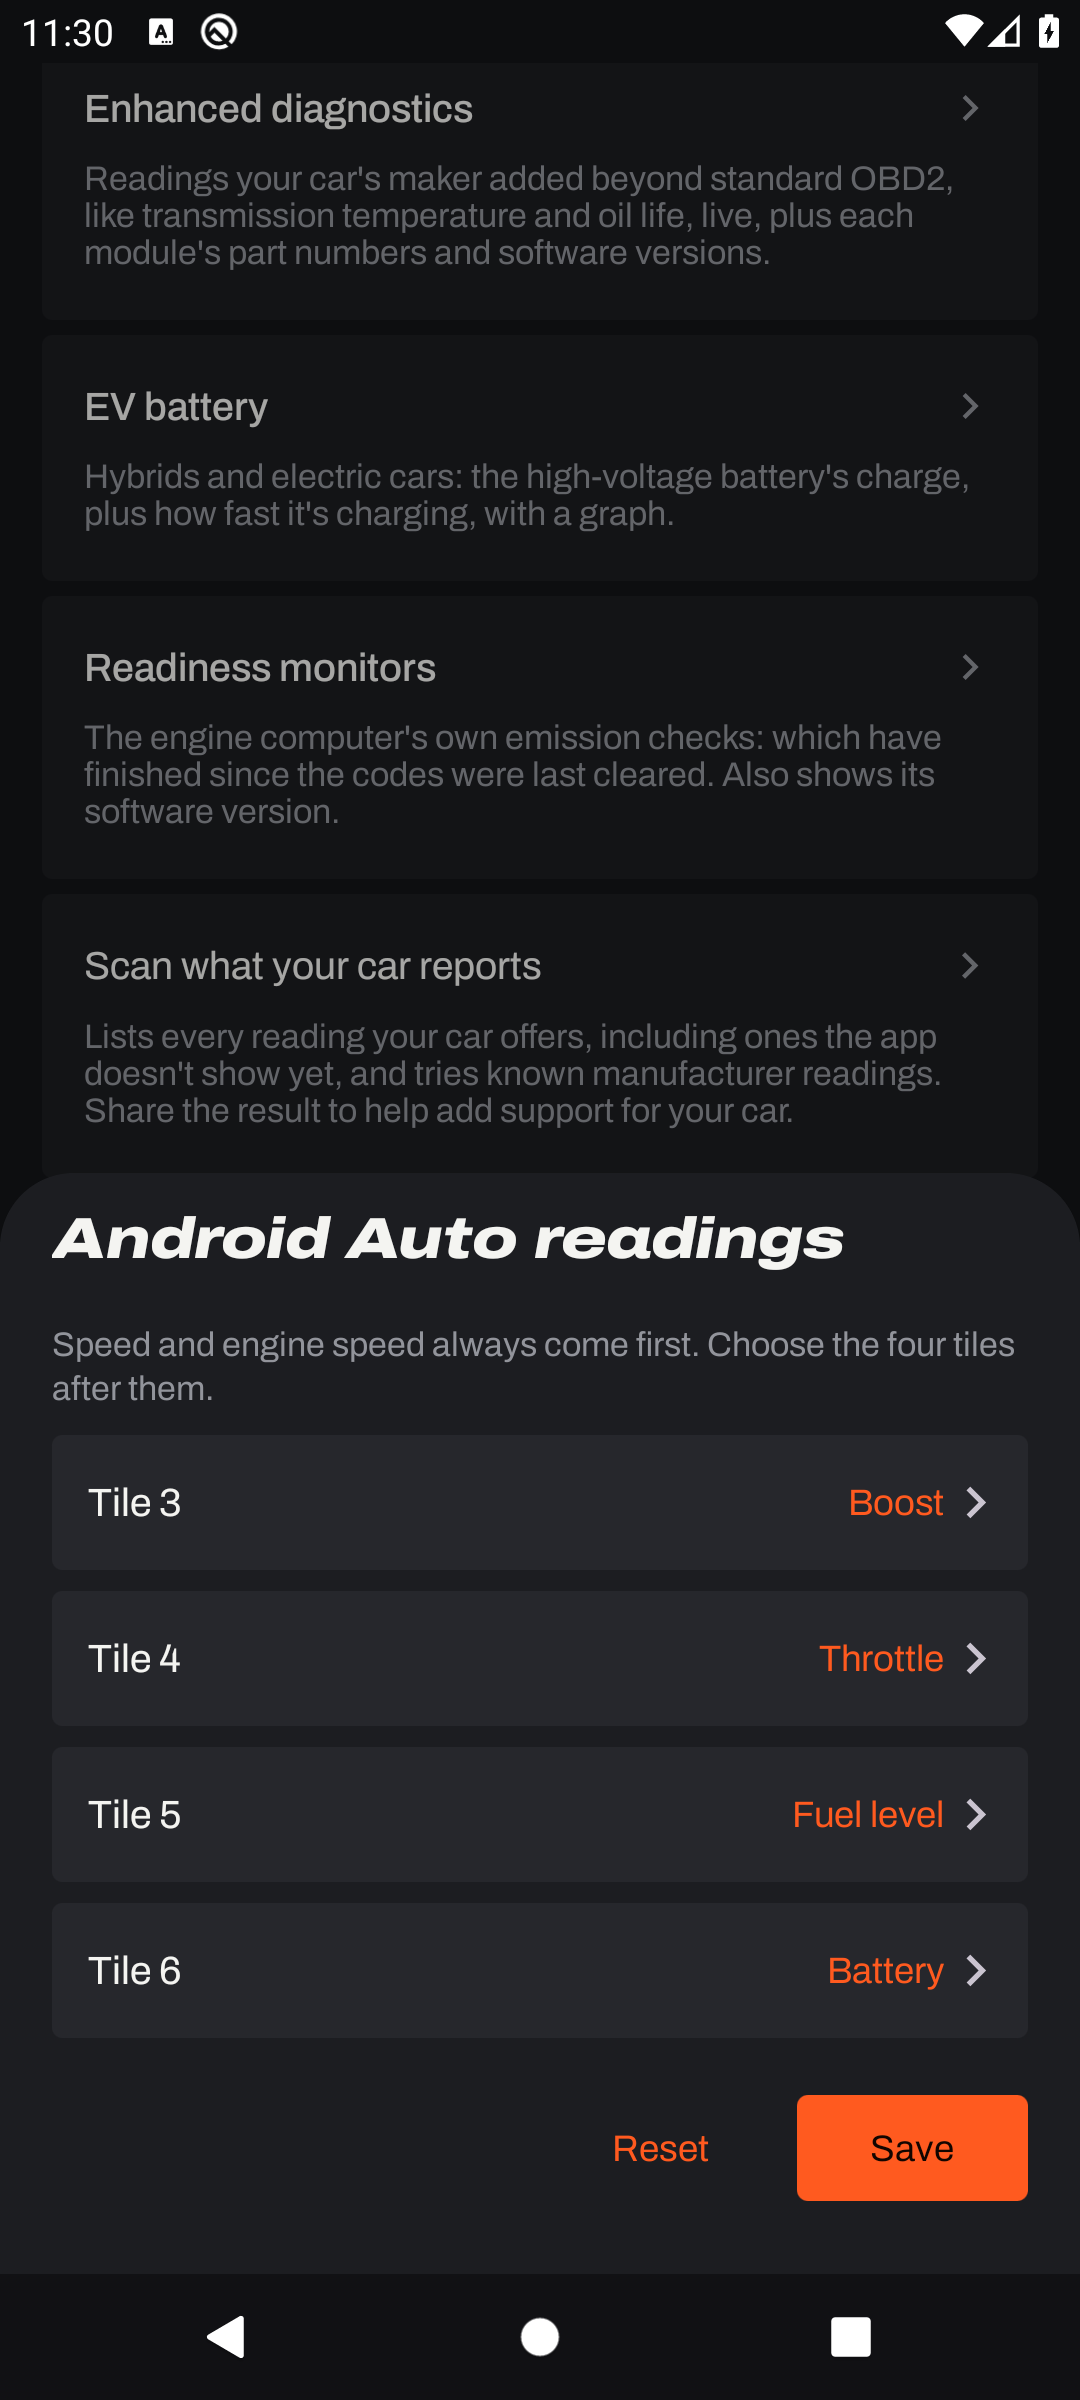 11:30
Enhanced diagnostics
Readings your car's maker added beyond standard OBD2,
like transmission temperature and oil life, live, plus each
module's part numbers and software versions.
EV battery
Hybrids and electric cars: the high-voltage battery's charge,
plus how fast it's charging, with a graph.
Readiness monitors
The engine computer's own emission checks: which have
finished since the codes were last cleared. Also shows its
software version.
Scan what your car reports
Lists every reading your car offers, including ones the app
doesn't show yet, and tries known manufacturer readings.
Share the result to help add support for your car.
Android Auto readings
Speed and engine speed always come first. Choose the four tiles
after them.
Tile 3 Boost
Tile 4 Throttle
Tile 5 Fuel level
Tile 6 Battery
Reset Save